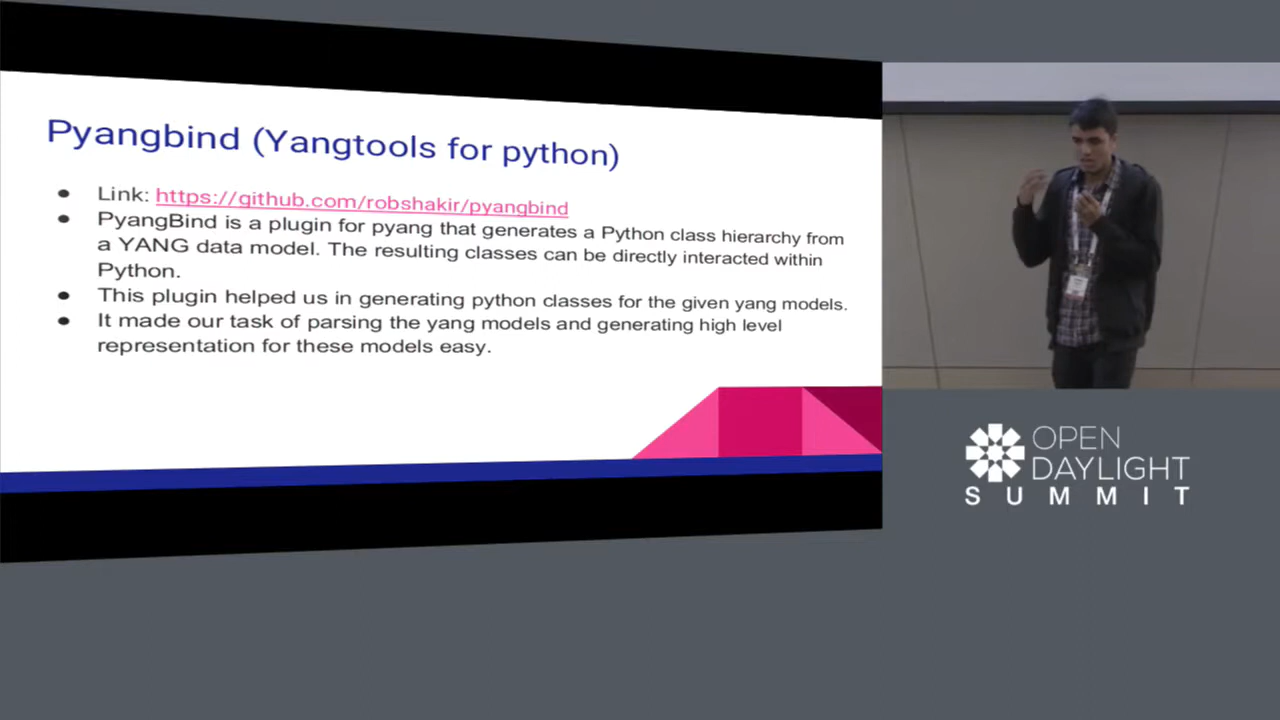 Pyangbind (Yangtools for python)
● Link: https://github.com/robshakir/pyangbind
● PyangBind is a plugin for pyang that generates a Python class hierarchy from
a YANG data model. The resulting classes can be directly interacted within
Python.
● This plugin helped us in generating python classes for the given yang models.
● It made our task of parsing the yang models and generating high level
representation for these models easy.
OPEN
DAYLIGHT
SUMMIT